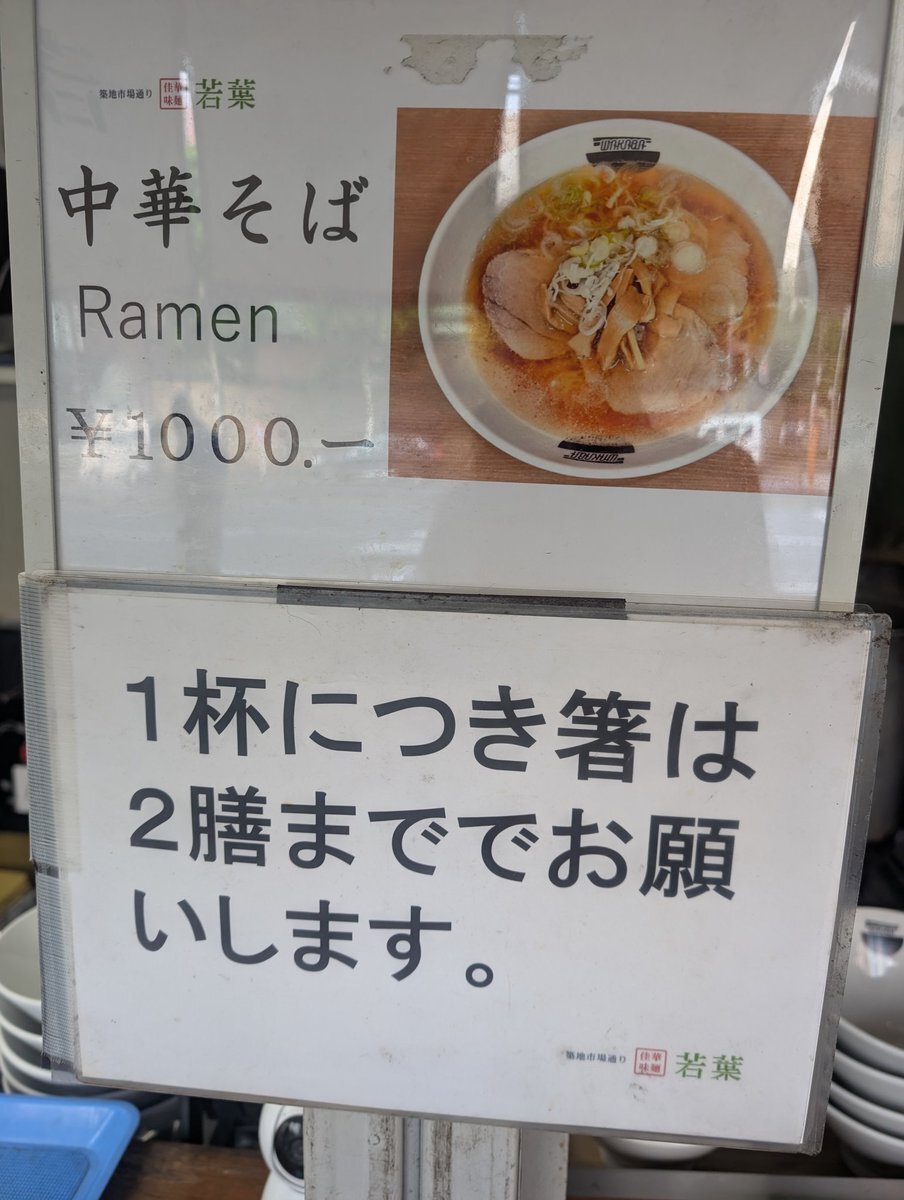 築地市場通り 佳華味麺 若葉
中華そば
Ramen
¥1000.ー
WAKABA
WAKABA
1杯につき箸は
2膳まででお願
いします。
築地市場通り 佳華味麺 若葉